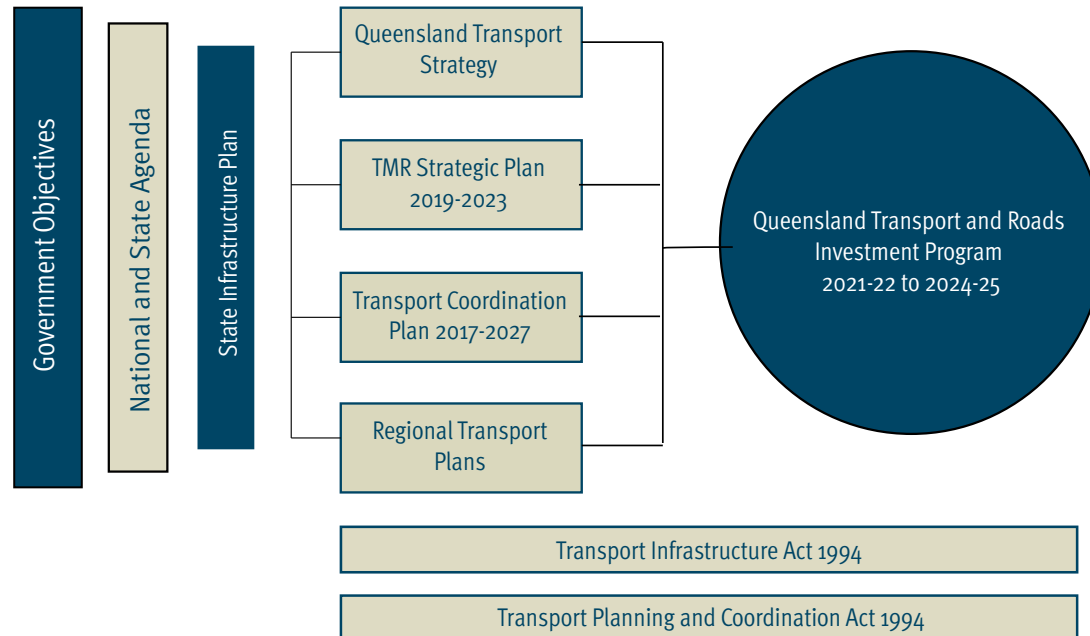 Government Objectives
National and State Agenda
State Infrastructure Plan
Queensland Transport
Strategy
TMR Strategic Plan
2019-2023
Transport Coordination
Plan 2017-2027
Regional Transport
Plans
Queensland Transport and Roads
Investment Program
2021-22 to 2024-25
Transport Infrastructure Act 1994
Transport Planning and Coordination Act 1994